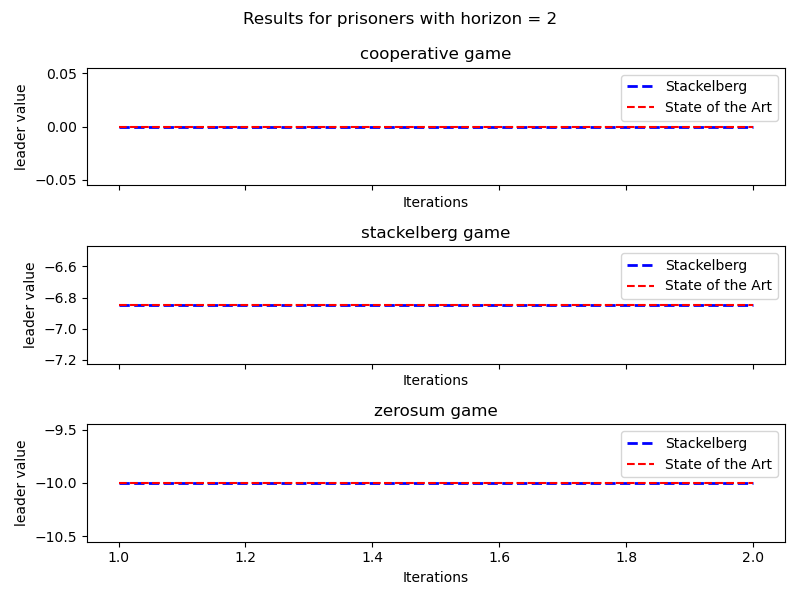 Results for prisoners with horizon = 2
cooperative game
leader value
0.05
0.00
−0.05
Stackelberg
State of the Art
Iterations
stackelberg game
leader value
−6.6
−6.8
−7.0
−7.2
Stackelberg
State of the Art
Iterations
zerosum game
leader value
−9.5
−10.0
−10.5
Stackelberg
State of the Art
1.0 1.2 1.4 1.6 1.8 2.0
Iterations